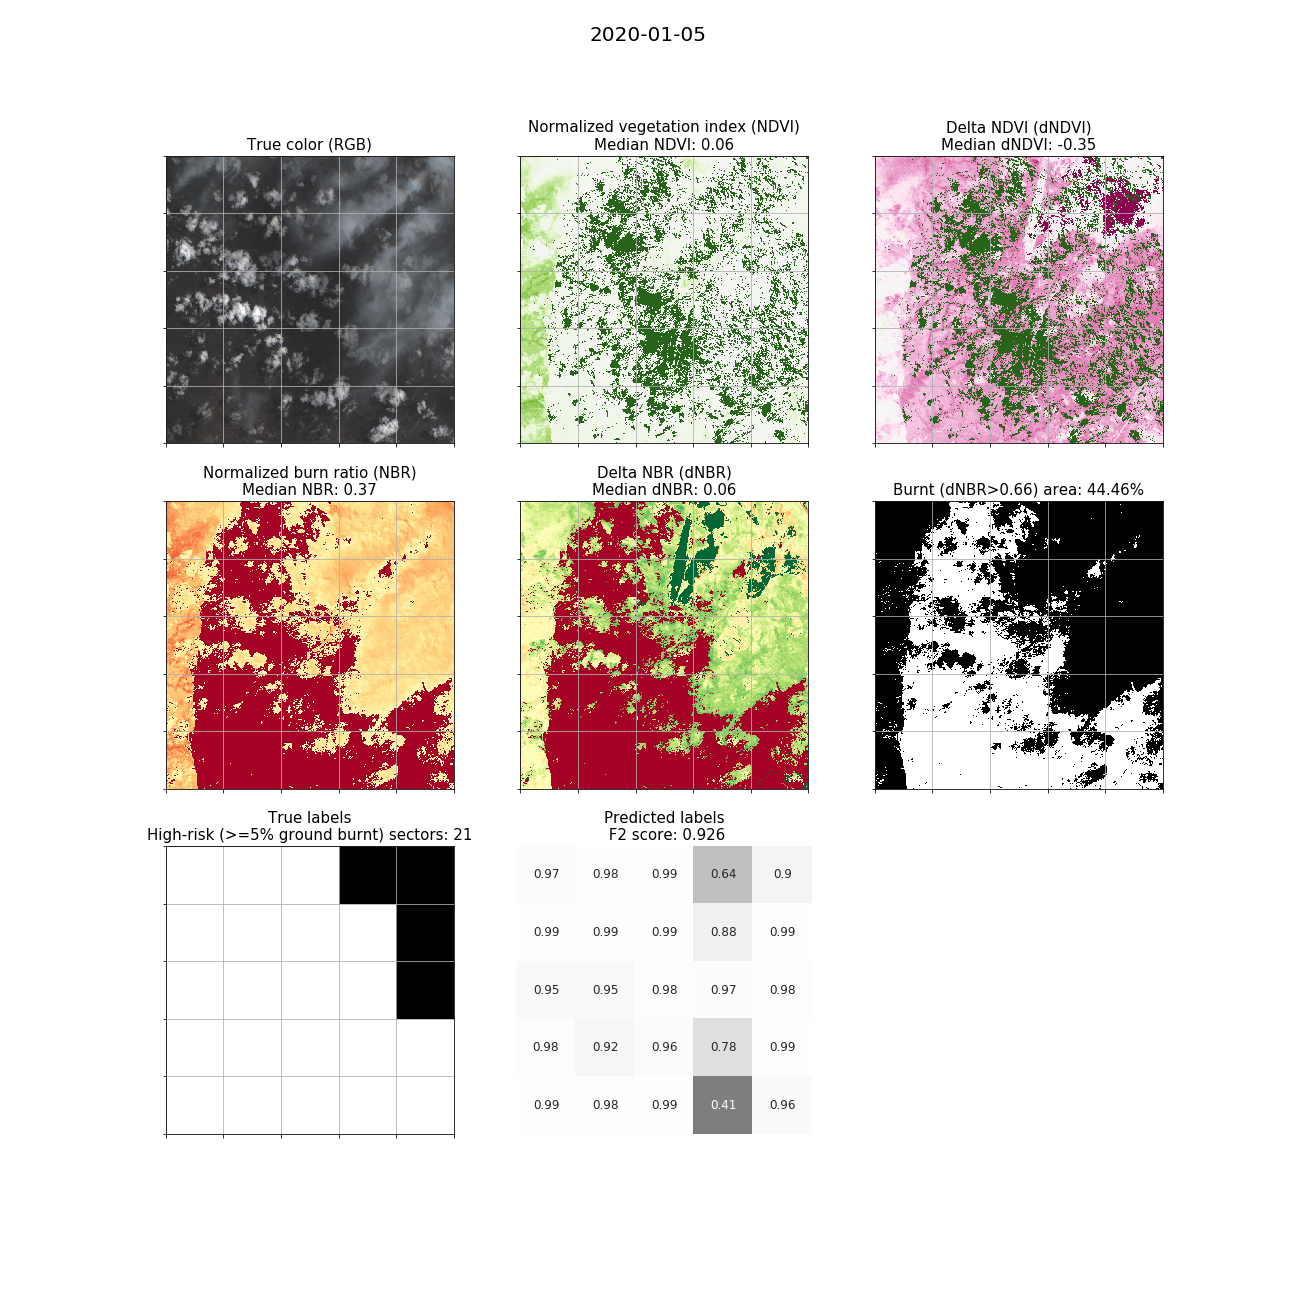 2020-01-05
True color (RGB)
Normalized vegetation index (NDVI)
Median NDVI: 0.06
Delta NDVI (dNDVI)
Median dNDVI: -0.35
Normalized burn ratio (NBR)
Median NBR: 0.37
Delta NBR (dNBR)
Median dNBR: 0.06
Burnt (dNBR>0.66) area: 44.46%
True labels
High-risk (>=5% ground burnt) sectors: 21
Predicted labels
F2 score: 0.926
0.97 0.98 0.99 0.64 0.9
0.99 0.99 0.99 0.88 0.99
0.95 0.95 0.98 0.97 0.98
0.98 0.92 0.96 0.78 0.99
0.99 0.98 0.99 0.41 0.96